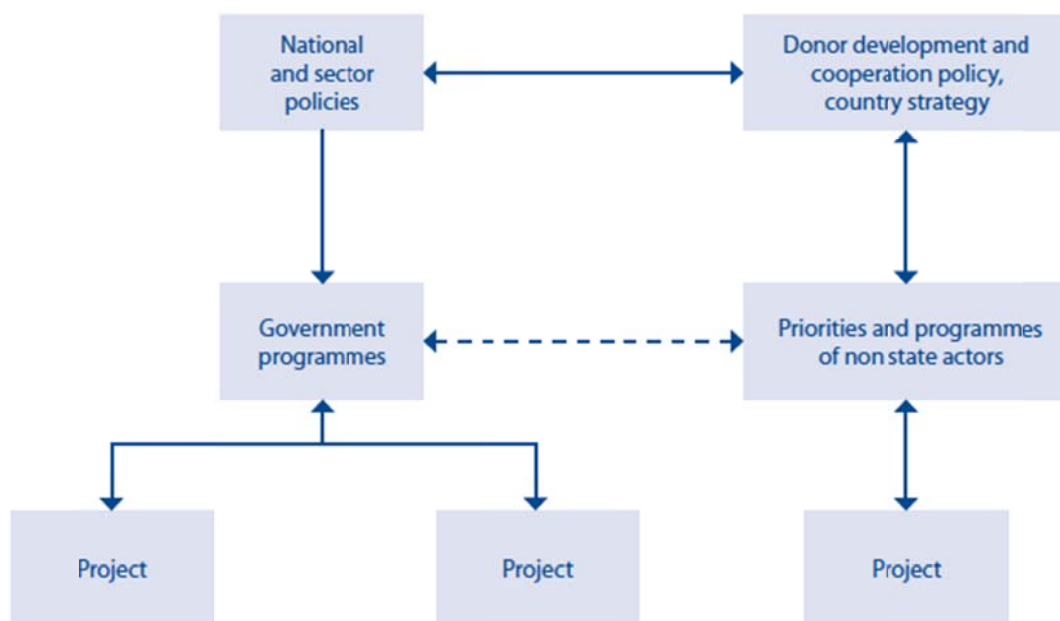 National
and sector
policies
Donor development and
cooperation policy,
country strategy
Government
programmes
Priorities and programmes
of non state actors
Project
Project
Project